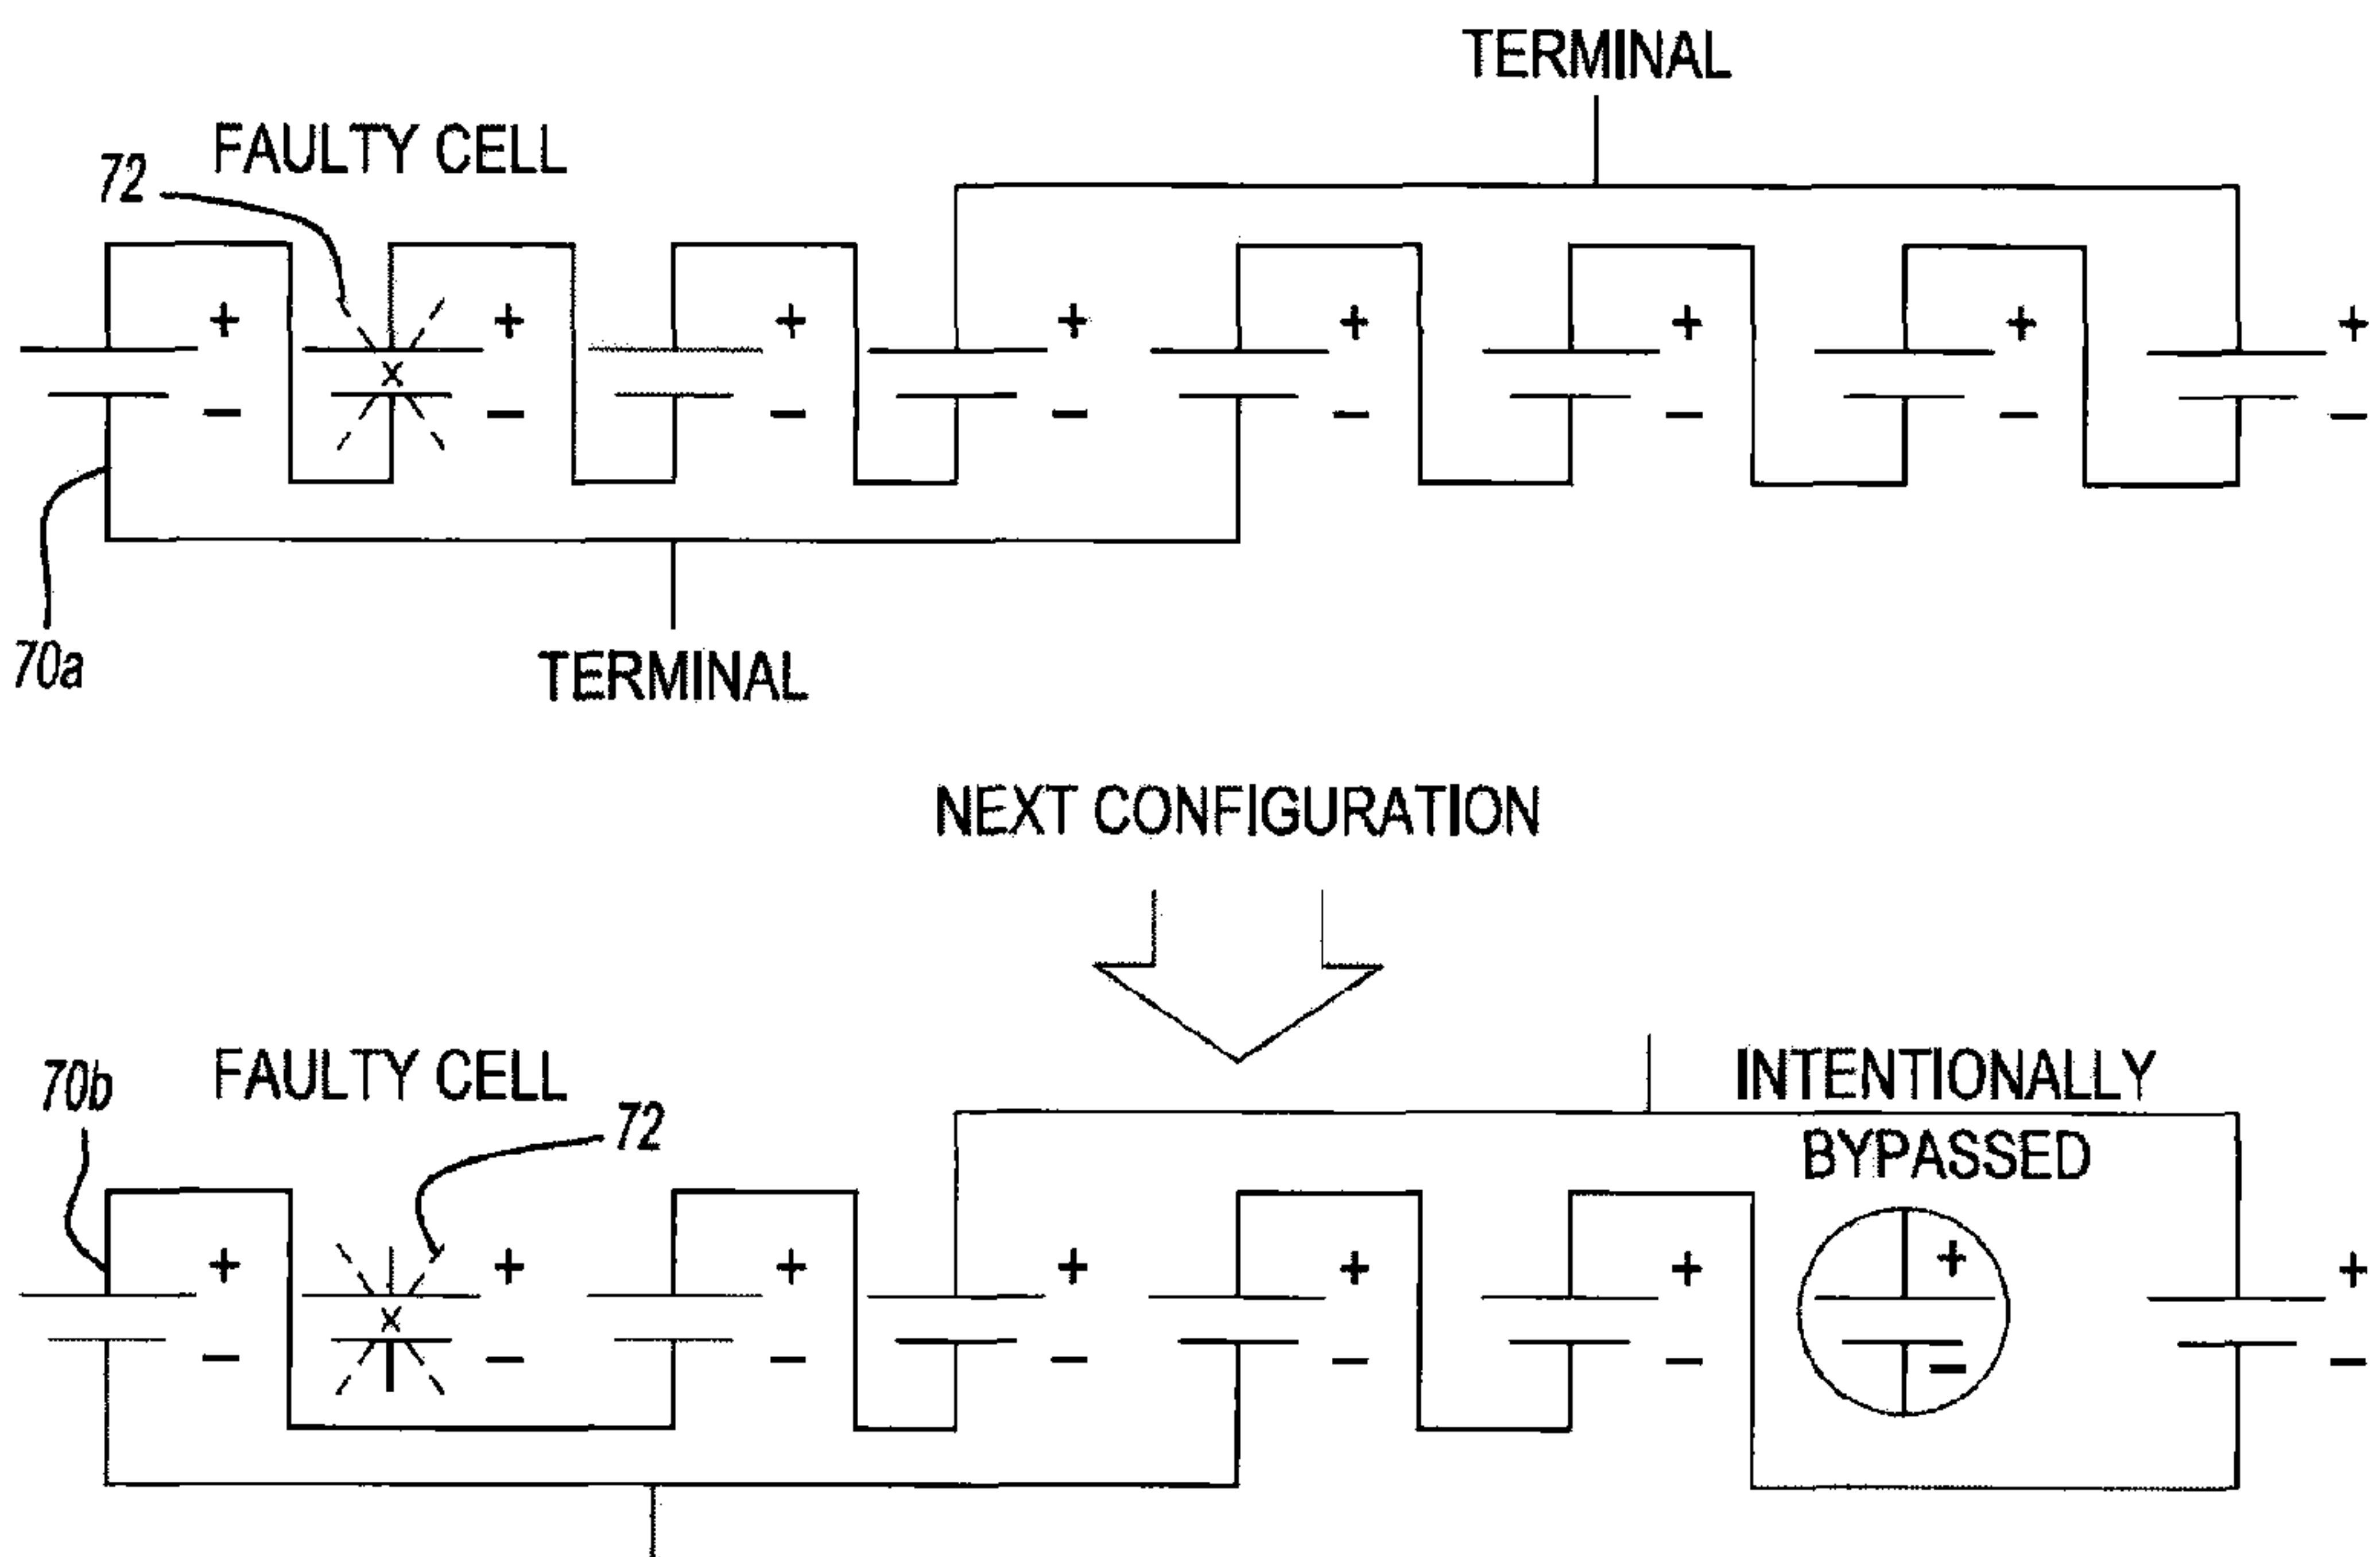 TERMINAL
FAULTY CELL
72
+ + + + + + + +
x
− − − − − − − −
70a
TERMINAL
NEXT CONFIGURATION
70b
FAULTY CELL
72
INTENTIONALLY
BYPASSED
+ + + + + + + +
x
− − − − − − − −